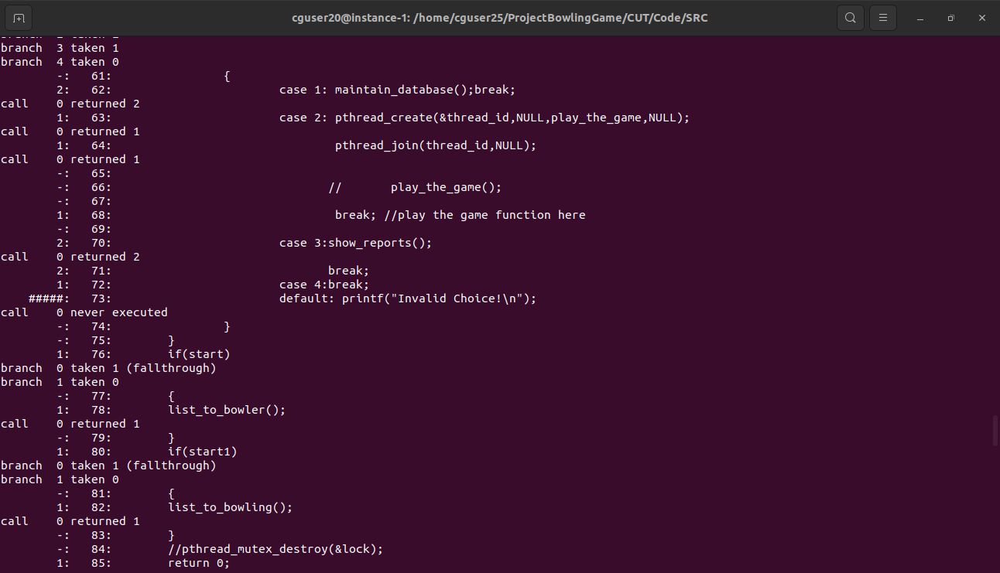 cguser20@instance-1: /home/cguser25/ProjectBowlingGame/CUT/Code/SRC
branch  3 taken 1
branch  4 taken 0
        -:   61:                {
        2:   62:                        case 1: maintain_database();break;
call    0 returned 2
        1:   63:                        case 2: pthread_create(&thread_id,NULL,play_the_game,NULL);
call    0 returned 1
        1:   64:                                pthread_join(thread_id,NULL);
call    0 returned 1
        -:   65:
        -:   66:                               //       play_the_game();
        -:   67:
        1:   68:                                break; //play the game function here
        -:   69:
        2:   70:                        case 3:show_reports();
call    0 returned 2
        2:   71:                               break;
        1:   72:                        case 4:break;
    #####:   73:                        default: printf("Invalid Choice!\n");
call    0 never executed
        -:   74:                }
        -:   75:        }
        1:   76:        if(start)
branch  0 taken 1 (fallthrough)
branch  1 taken 0
        -:   77:        {
        1:   78:        list_to_bowler();
call    0 returned 1
        -:   79:        }
        1:   80:        if(start1)
branch  0 taken 1 (fallthrough)
branch  1 taken 0
        -:   81:        {
        1:   82:        list_to_bowling();
call    0 returned 1
        -:   83:        }
        -:   84:        //pthread_mutex_destroy(&lock);
        1:   85:        return 0;